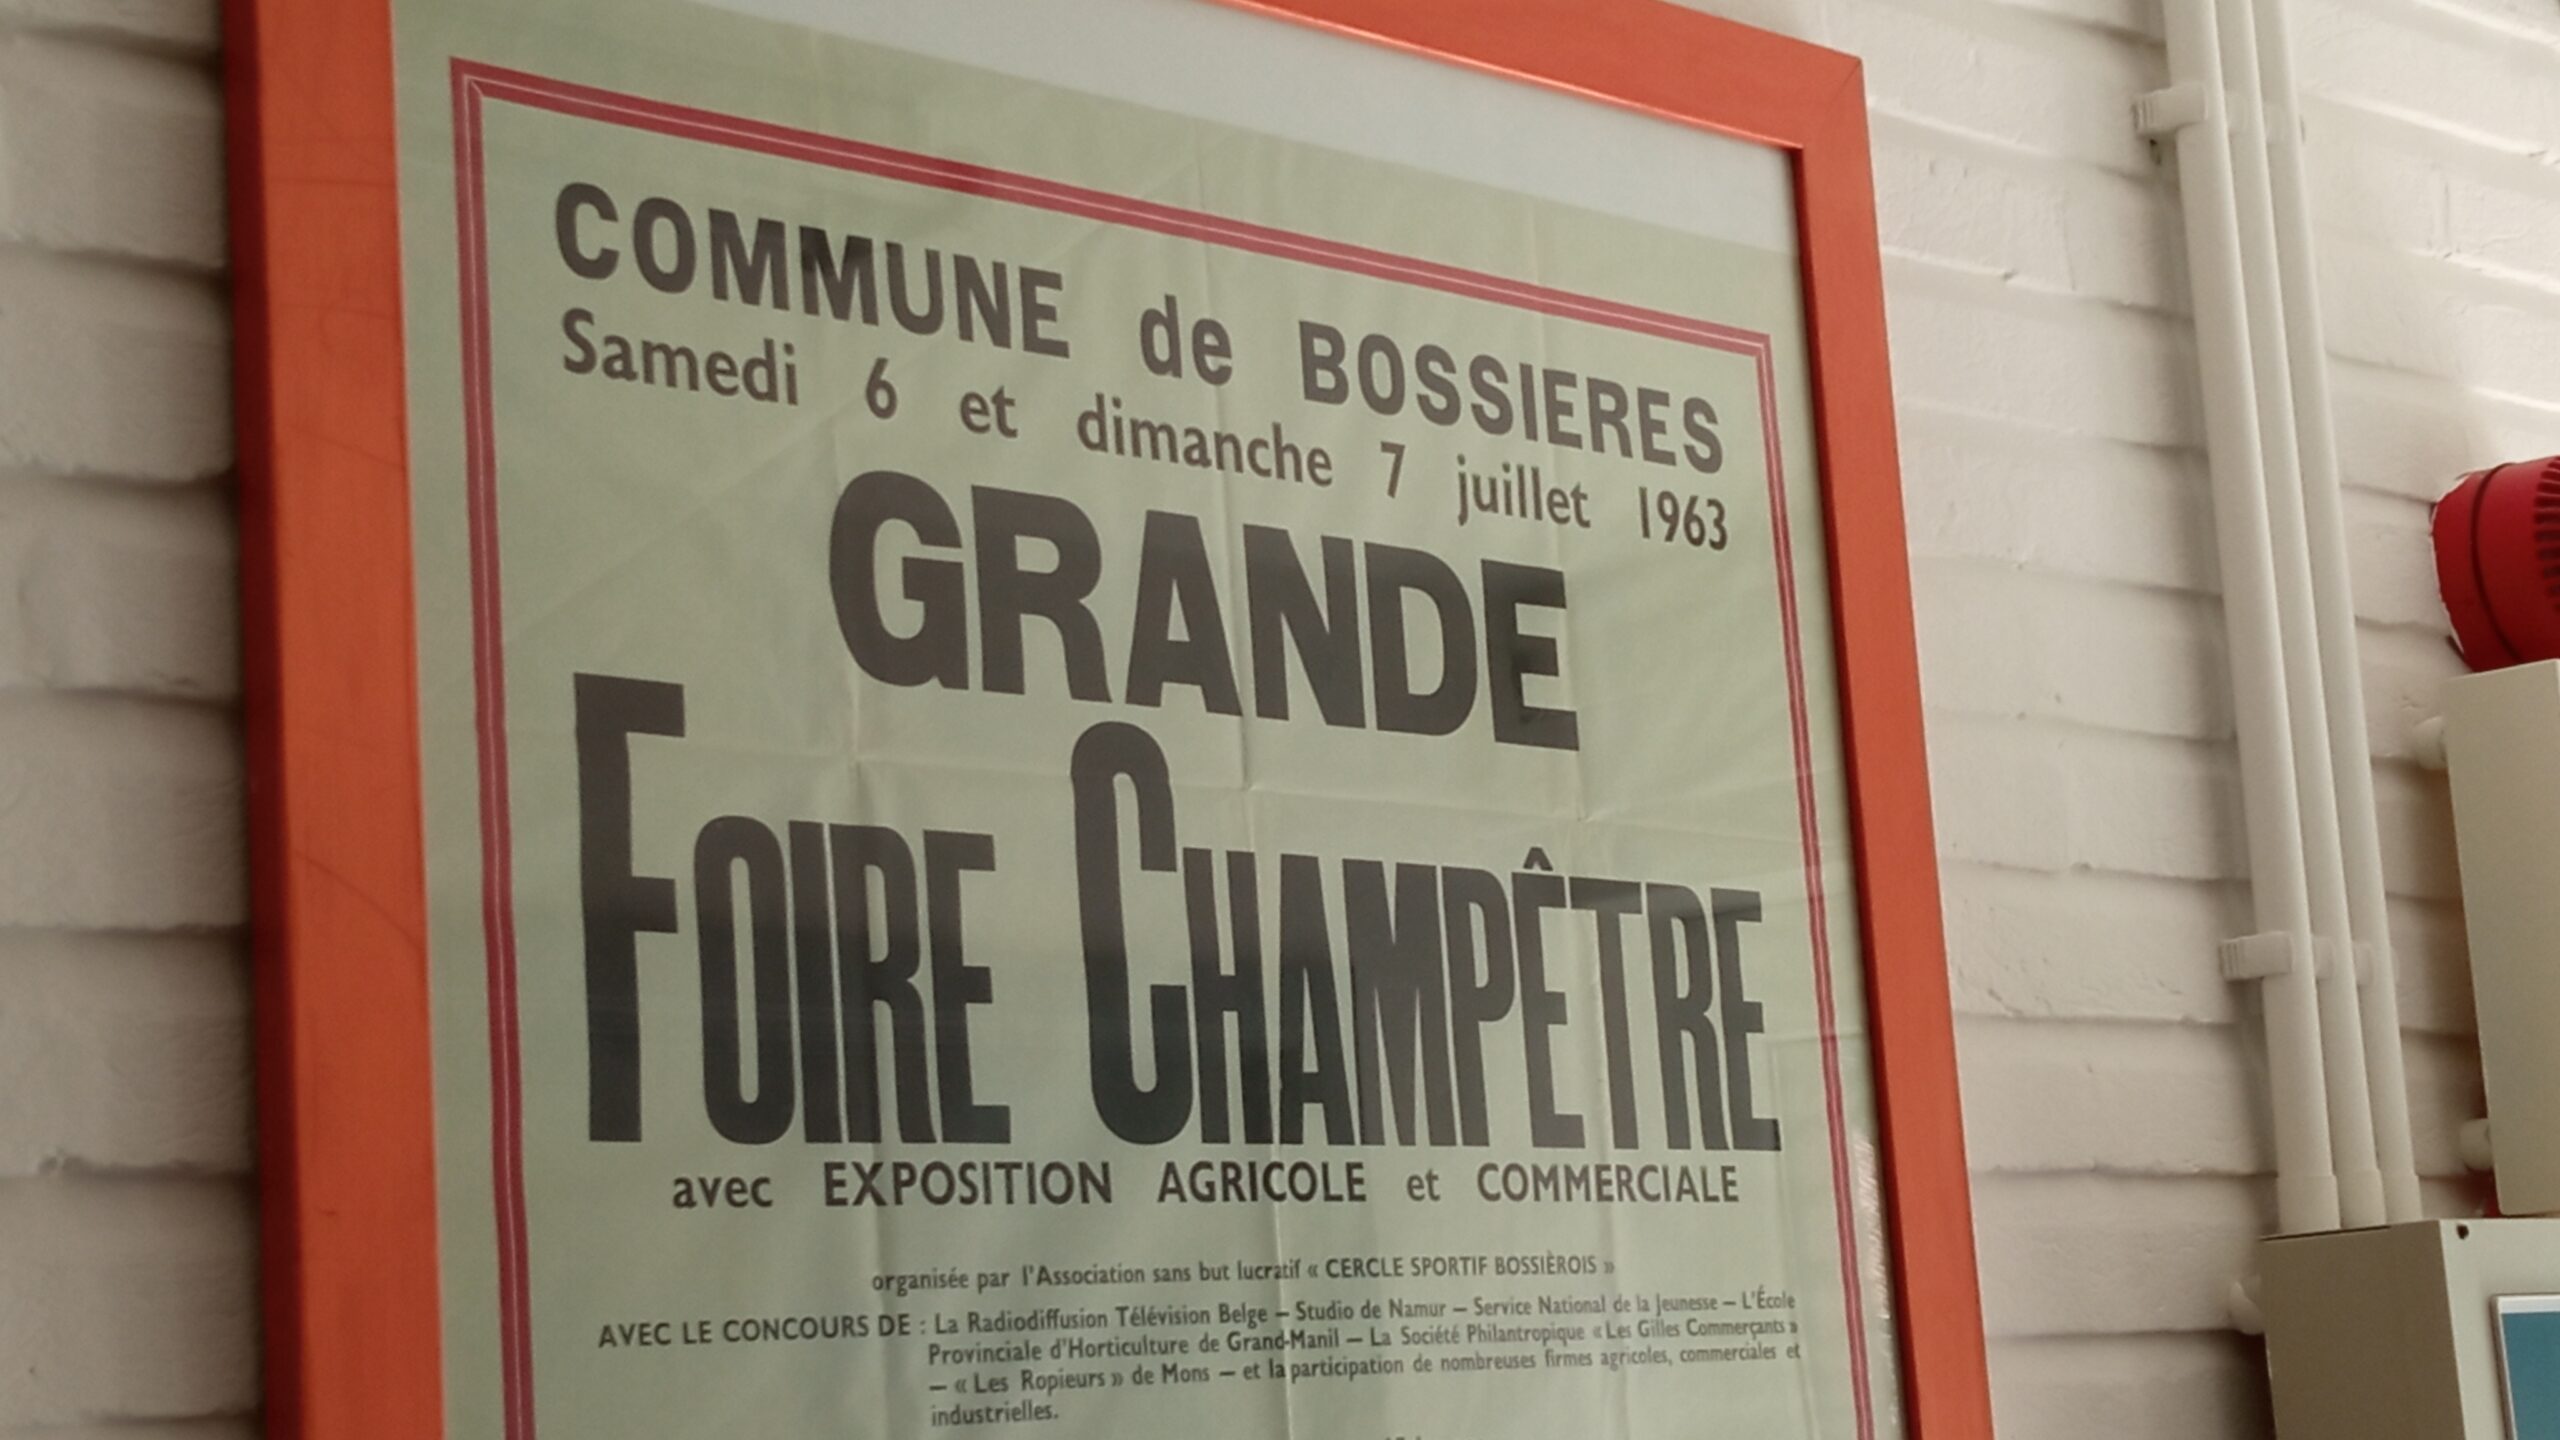 COMMUNE de BOSSIERES
Samedi 6 et dimanche 7 juillet 1963
GRANDE
FOIRE CHAMPÊTRE
avec EXPOSITION AGRICOLE et COMMERCIALE
organisée par l'Association sans but lucratif « CERCLE SPORTIF BOSSIÈROIS »
AVEC LE CONCOURS DE : La Radiodiffusion Télévision Belge — Studio de Namur — Service National de la Jeunesse — L'École
Provinciale d'Horticulture de Grand-Manil — La Société Philantropique « Les Gilles Commerçants »
— « Les Ropieurs » de Mons — et la participation de nombreuses firmes agricoles, commerciales et
industrielles.